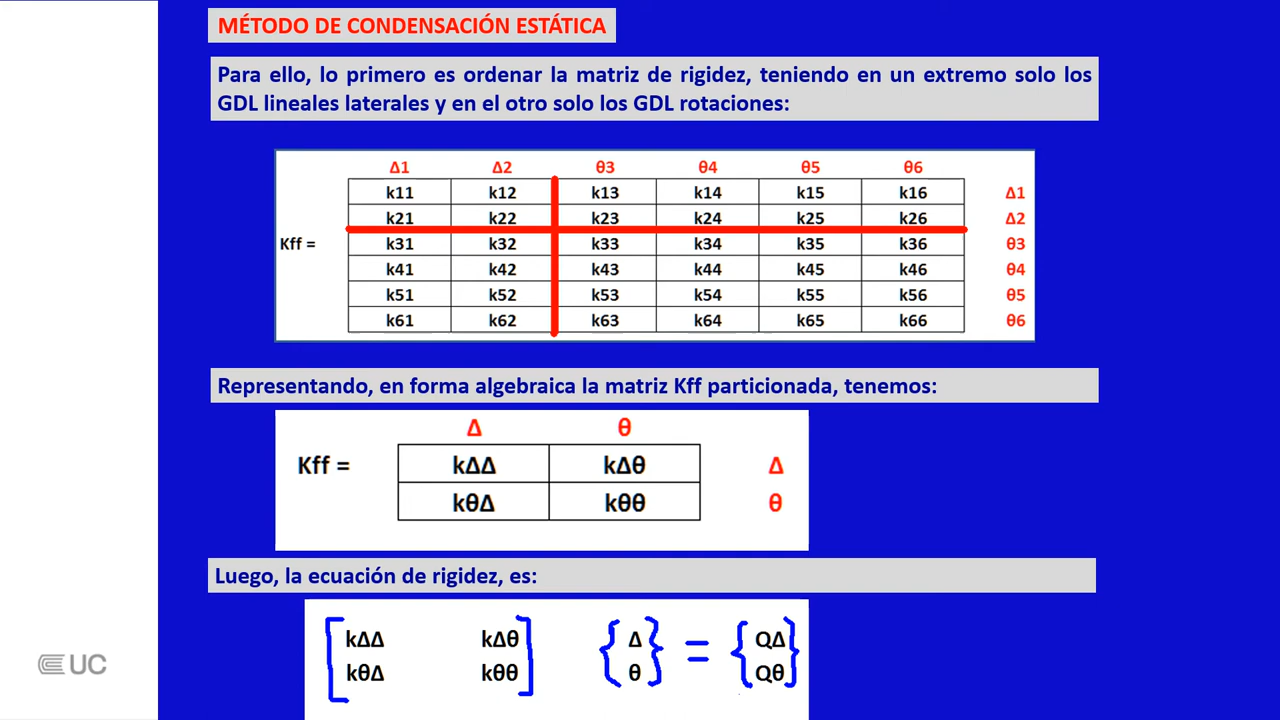 MÉTODO DE CONDENSACIÓN ESTÁTICA
Para ello, lo primero es ordenar la matriz de rigidez, teniendo en un extremo solo los
GDL lineales laterales y en el otro solo los GDL rotaciones:
Δ1 Δ2 θ3 θ4 θ5 θ6
k11 k12 k13 k14 k15 k16 Δ1
k21 k22 k23 k24 k25 k26 Δ2
Kff = k31 k32 k33 k34 k35 k36 θ3
k41 k42 k43 k44 k45 k46 θ4
k51 k52 k53 k54 k55 k56 θ5
k61 k62 k63 k64 k65 k66 θ6
Representando, en forma algebraica la matriz Kff particionada, tenemos:
Δ θ
Kff = kΔΔ kΔθ Δ
kθΔ kθθ θ
Luego, la ecuación de rigidez, es:
kΔΔ kΔθ Δ = QΔ
kθΔ kθθ θ Qθ
UC